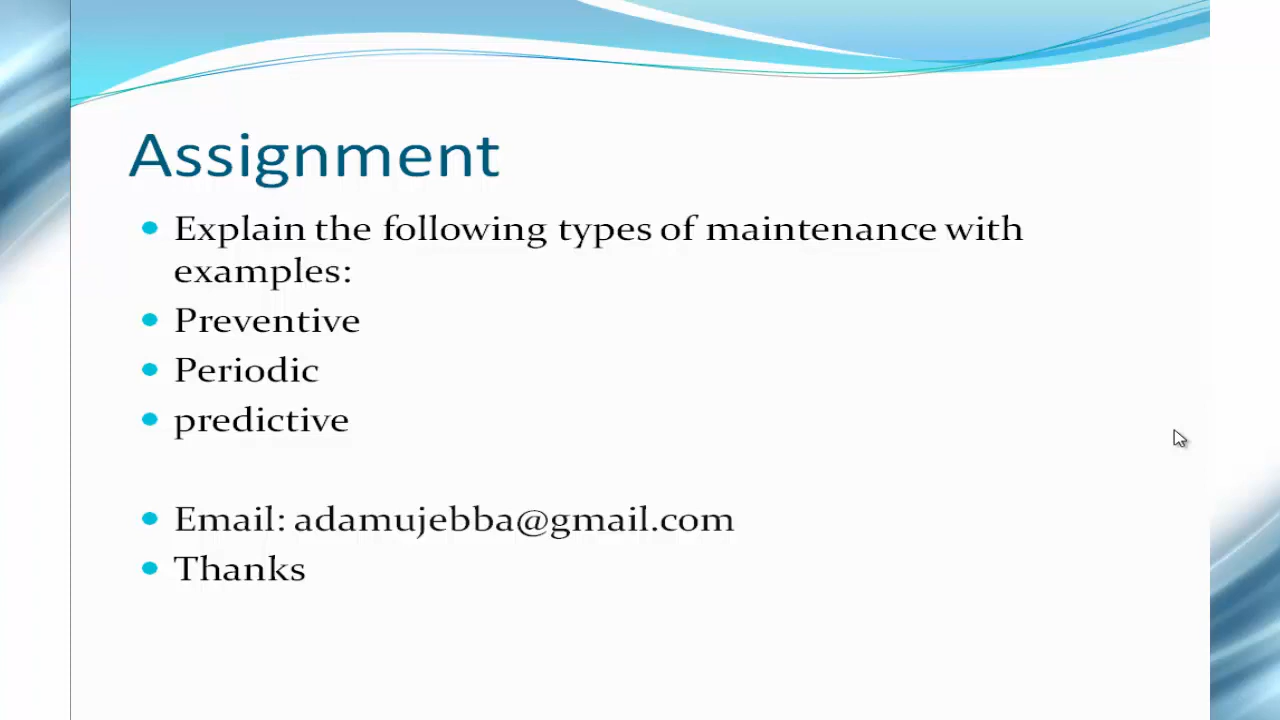 Assignment
Explain the following types of maintenance with
examples:
Preventive
Periodic
predictive
Email: adamujebba@gmail.com
Thanks